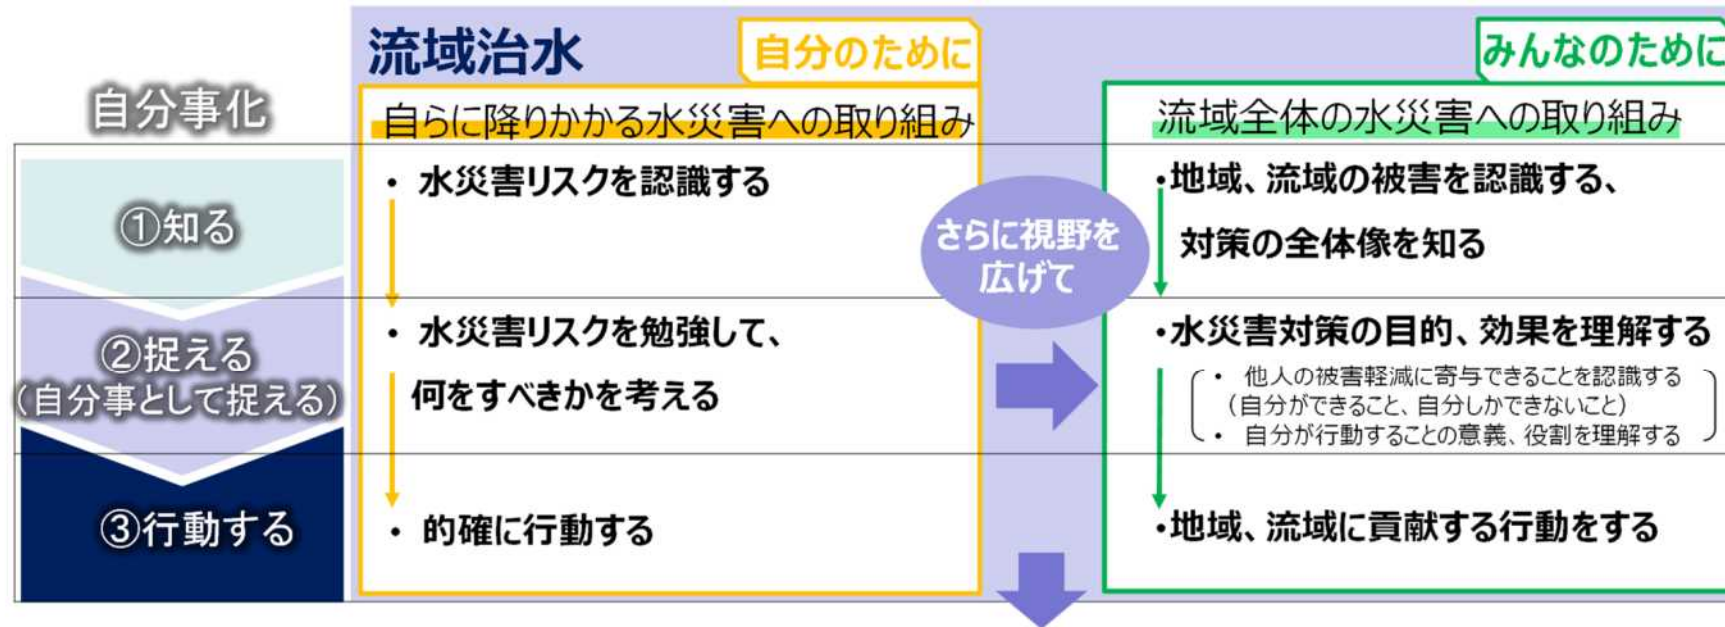 流域治水
自分のために
みんなのために
自分事化
自らに降りかかる水災害への取り組み
流域全体の水災害への取り組み
①知る
・ 水災害リスクを認識する
さらに視野を
広げて
・地域、流域の被害を認識する、
対策の全体像を知る
②捉える
（自分事として捉える）
・ 水災害リスクを勉強して、
何をすべきかを考える
・水災害対策の目的、効果を理解する
・ 他人の被害軽減に寄与できることを認識する
（自分ができること、自分しかできないこと）
・ 自分が行動することの意義、役割を理解する
③行動する
・ 的確に行動する
・地域、流域に貢献する行動をする